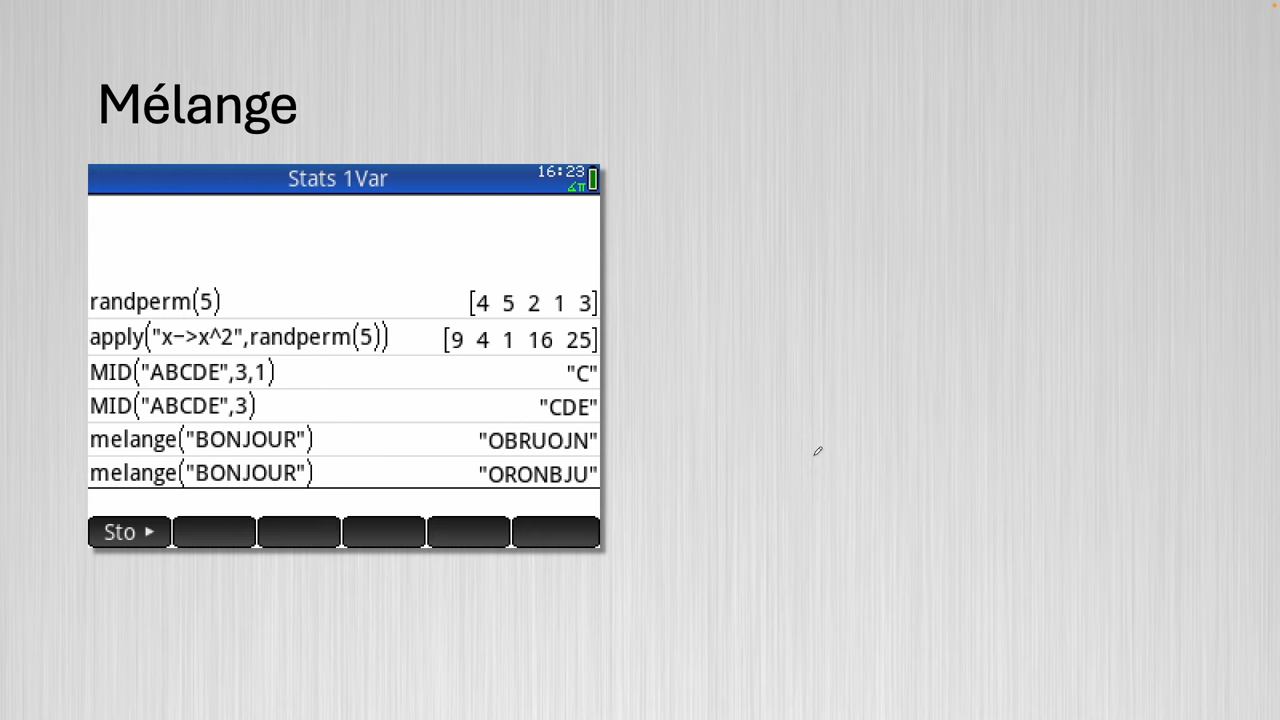 Mélange
Stats 1Var
16:23
∡π
randperm(5) [4 5 2 1 3]
apply("x−>x^2",randperm(5)) [9 4 1 16 25]
MID("ABCDE",3,1) "C"
MID("ABCDE",3) "CDE"
melange("BONJOUR") "OBRUOJN"
melange("BONJOUR") "ORONBJU"
Sto ►